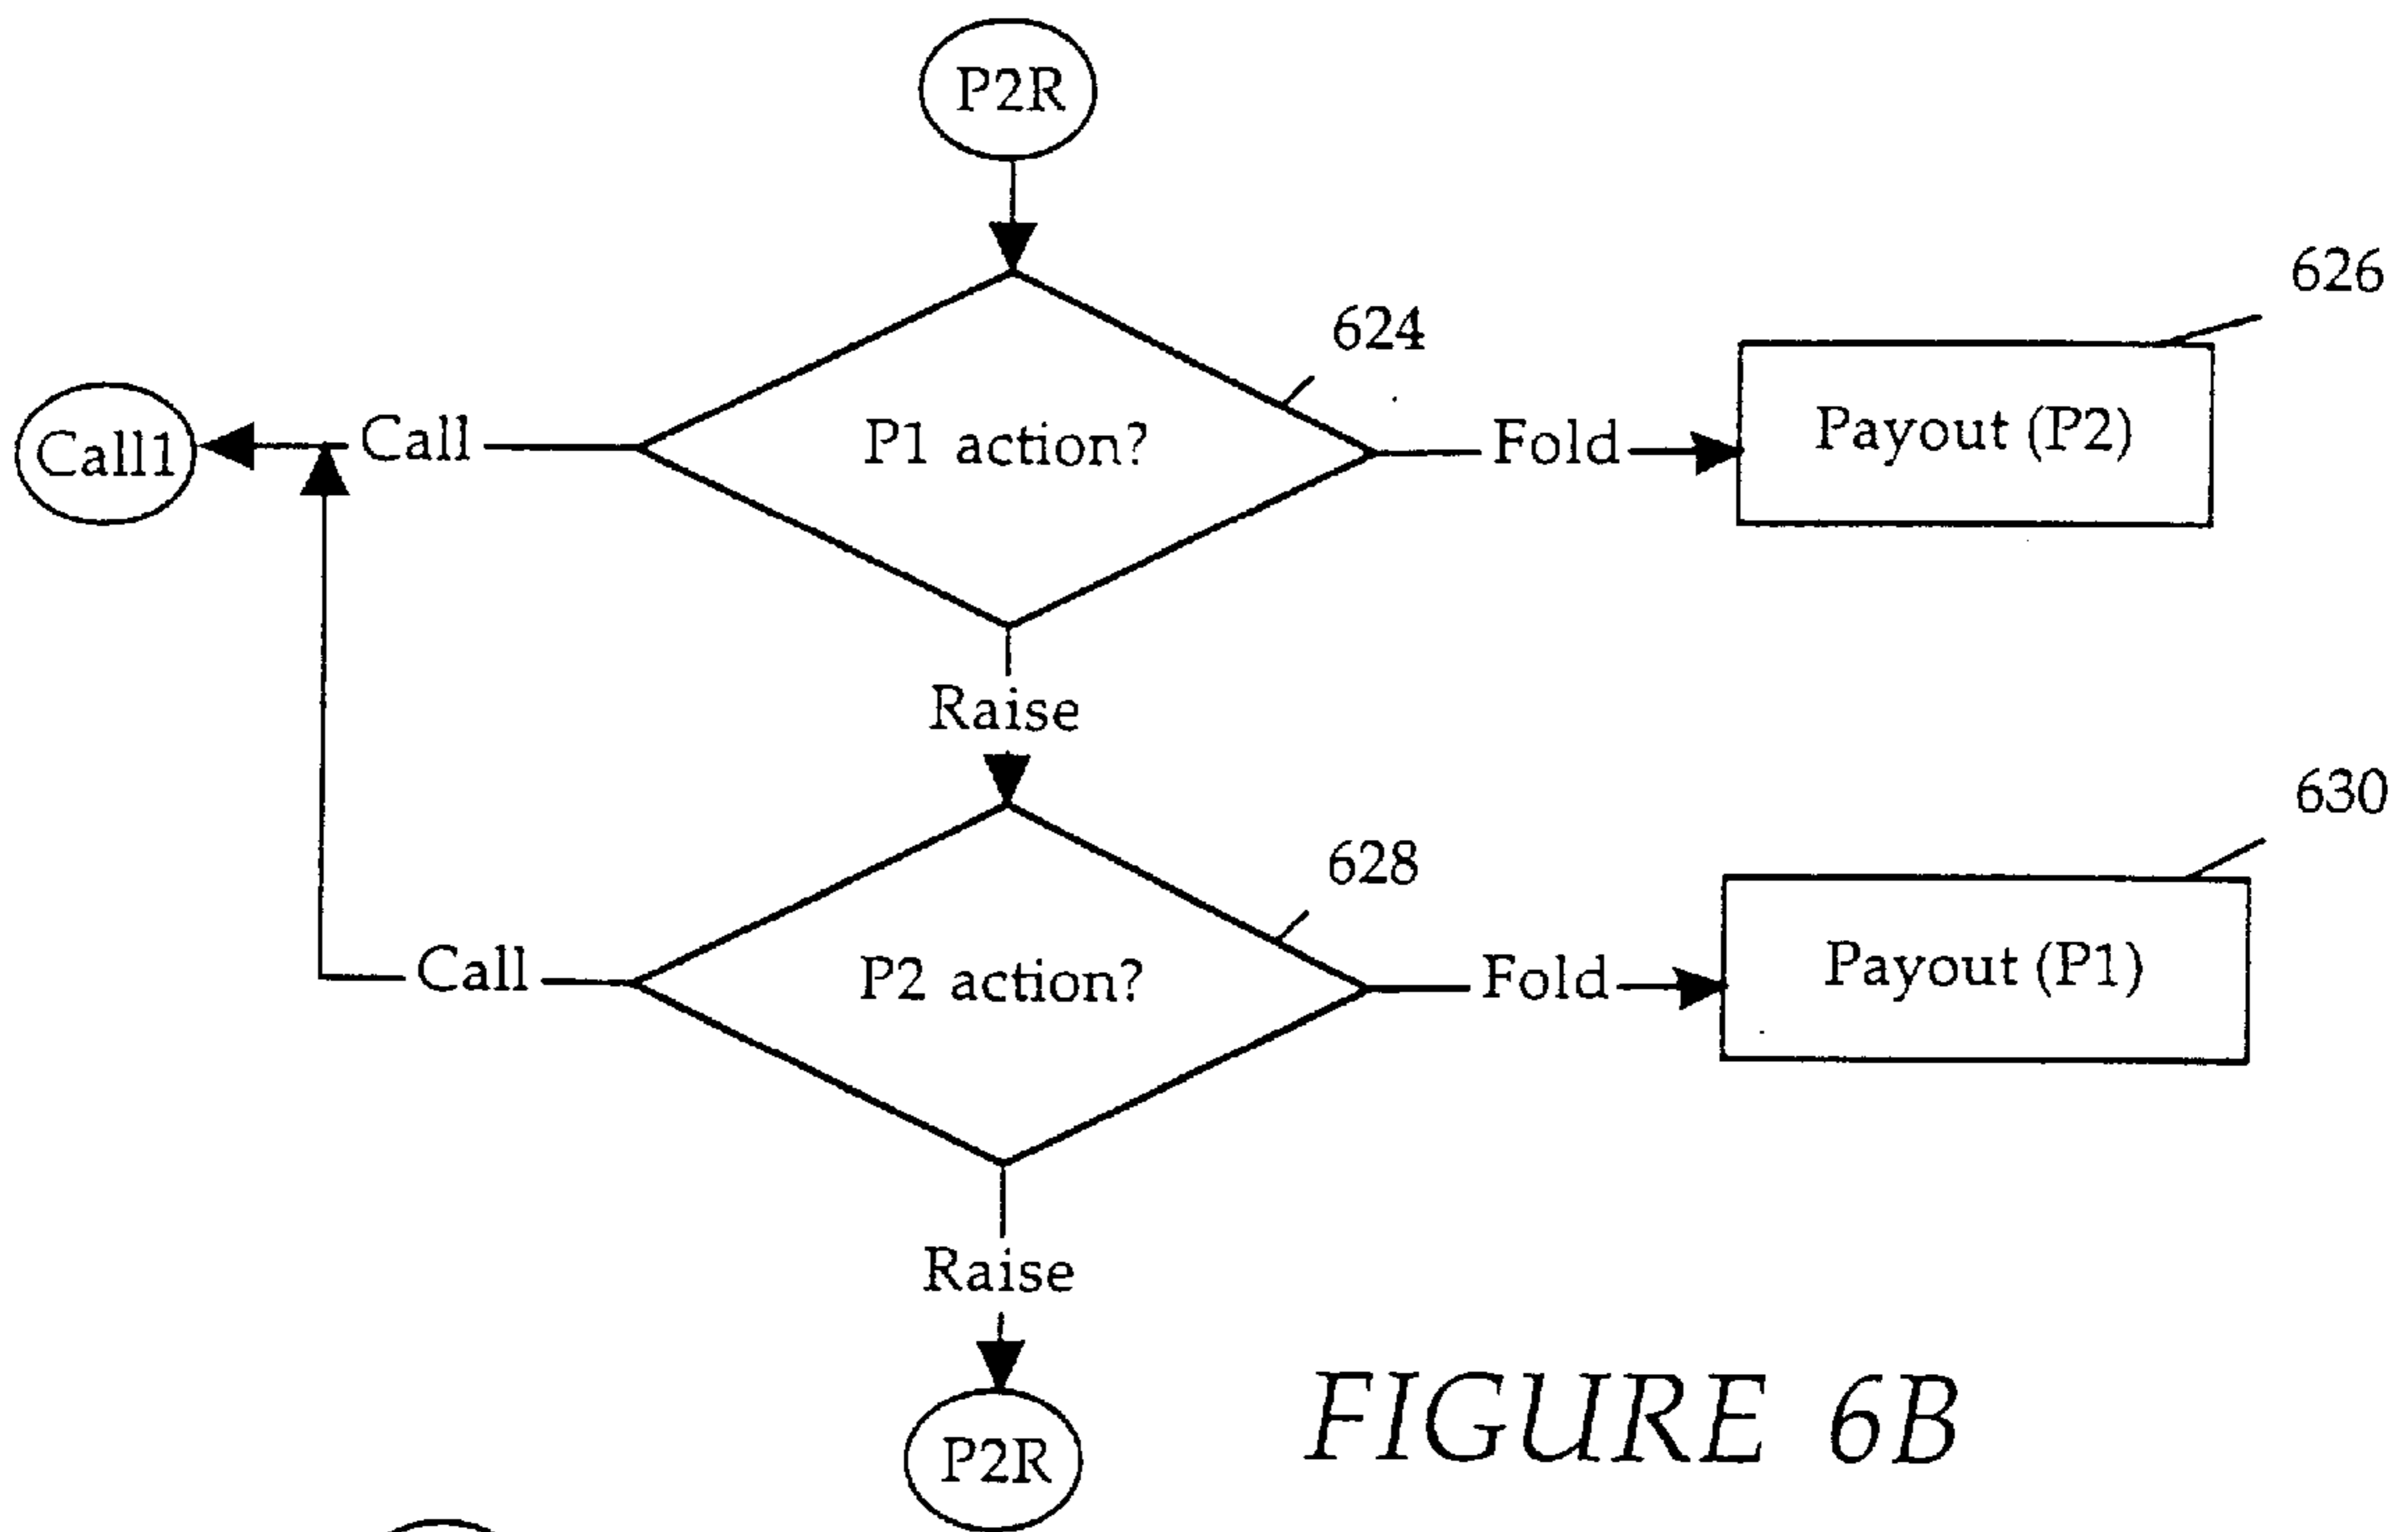 P2R
626
624
Call1
Call
P1 action?
Fold
Payout (P2)
Raise
630
628
Call
P2 action?
Fold
Payout (P1)
Raise
P2R
FIGURE 6B